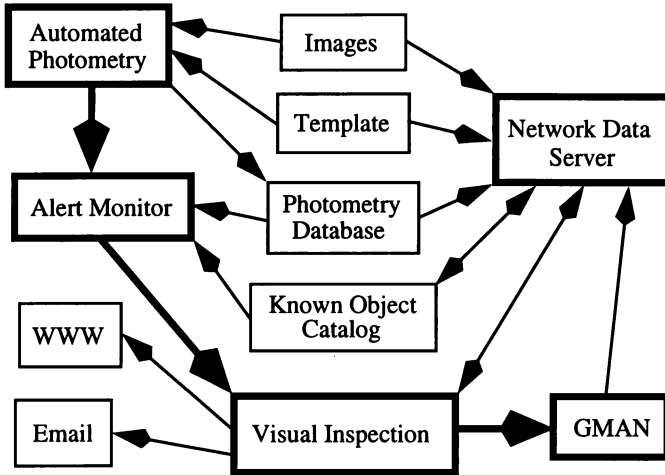 Automated
Photometry
Images
Template
Network Data
Server
Alert Monitor
Photometry
Database
Known Object
Catalog
WWW
Email
Visual Inspection
GMAN